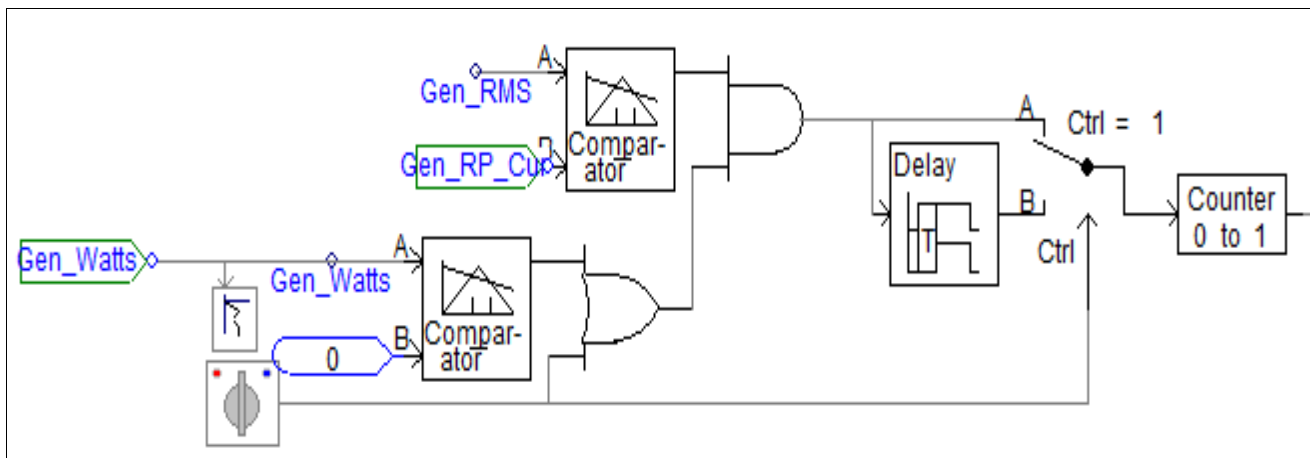 A
Gen_RMS
Compar-
ator
Gen_RP_Cur
A
Ctrl = 1
Delay
T
B
Ctrl
Counter
0 to 1
Gen_Watts
Gen_Watts
A
B
Compar-
ator
0